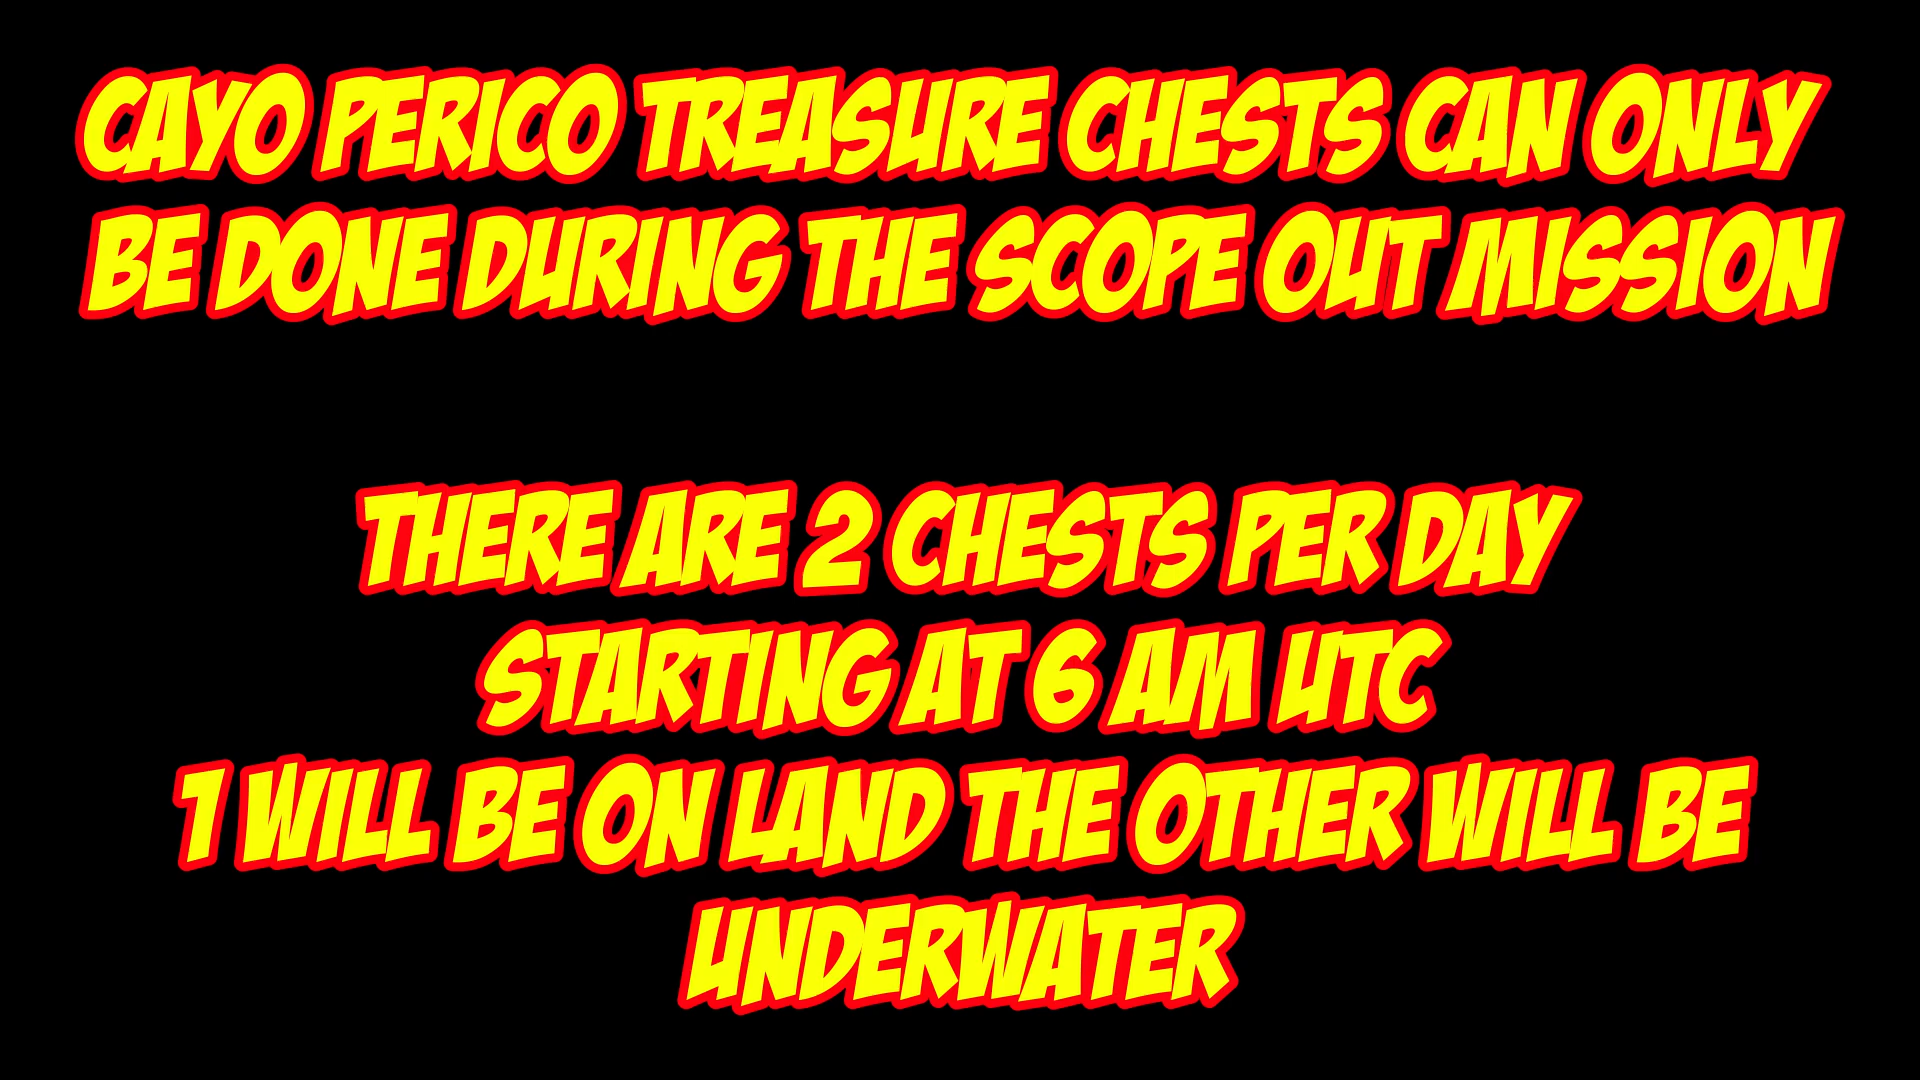 CAYO PERICO TREASURE CHESTS CAN ONLY
BE DONE DURING THE SCOPE OUT MISSION
THERE ARE 2 CHESTS PER DAY
STARTING AT 6 AM UTC
1 WILL BE ON LAND THE OTHER WILL BE
UNDERWATER